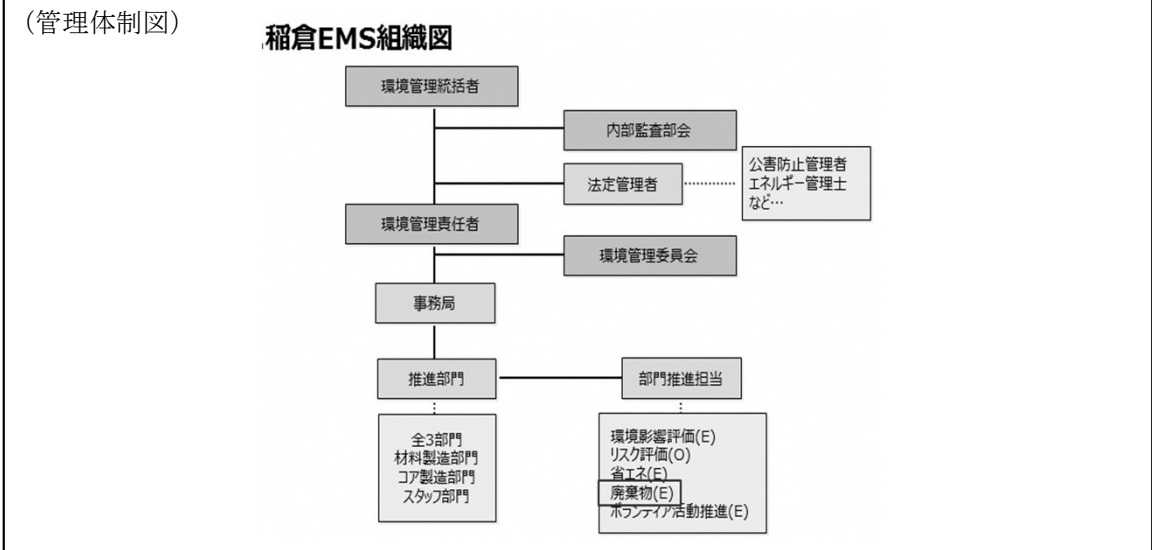 （管理体制図）
稲倉EMS組織図
環境管理統括者
内部監査部会
法定管理者
公害防止管理者
エネルギー管理士
など…
環境管理責任者
環境管理委員会
事務局
推進部門
部門推進担当
全3部門
材料製造部門
コア製造部門
スタッフ部門
環境影響評価(E)
リスク評価(O)
省エネ(E)
廃棄物(E)
ボランティア活動推進(E)